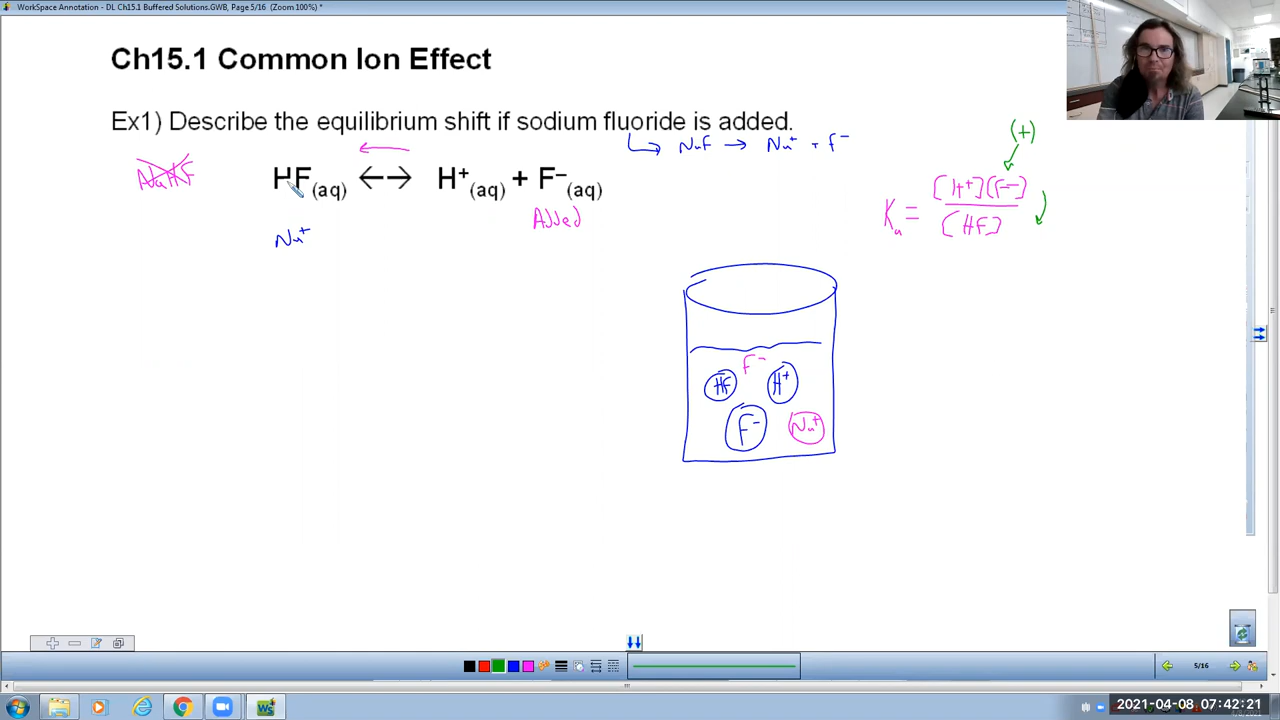 WorkSpace Annotation - DL Ch15.1 Buffered Solutions.GWB, Page 5/16 (Zoom 100%) *
Ch15.1 Common Ion Effect
Ex1) Describe the equilibrium shift if sodium fluoride is added.
NaF → Na⁺ + F⁻
(+)
NaHF
HF(aq) ←→ H⁺(aq) + F⁻(aq)
Added
Ka = [H⁺][F⁻] / [HF]
Na⁺
F⁻
HF H⁺
F⁻ Na⁺
5/16
2021-04-08 07:42:21